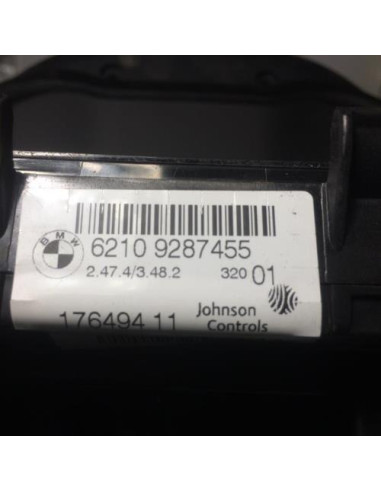 BMW
6210 9287455
2.47.4/3.48.2 320 01
176494 11 Johnson
Controls